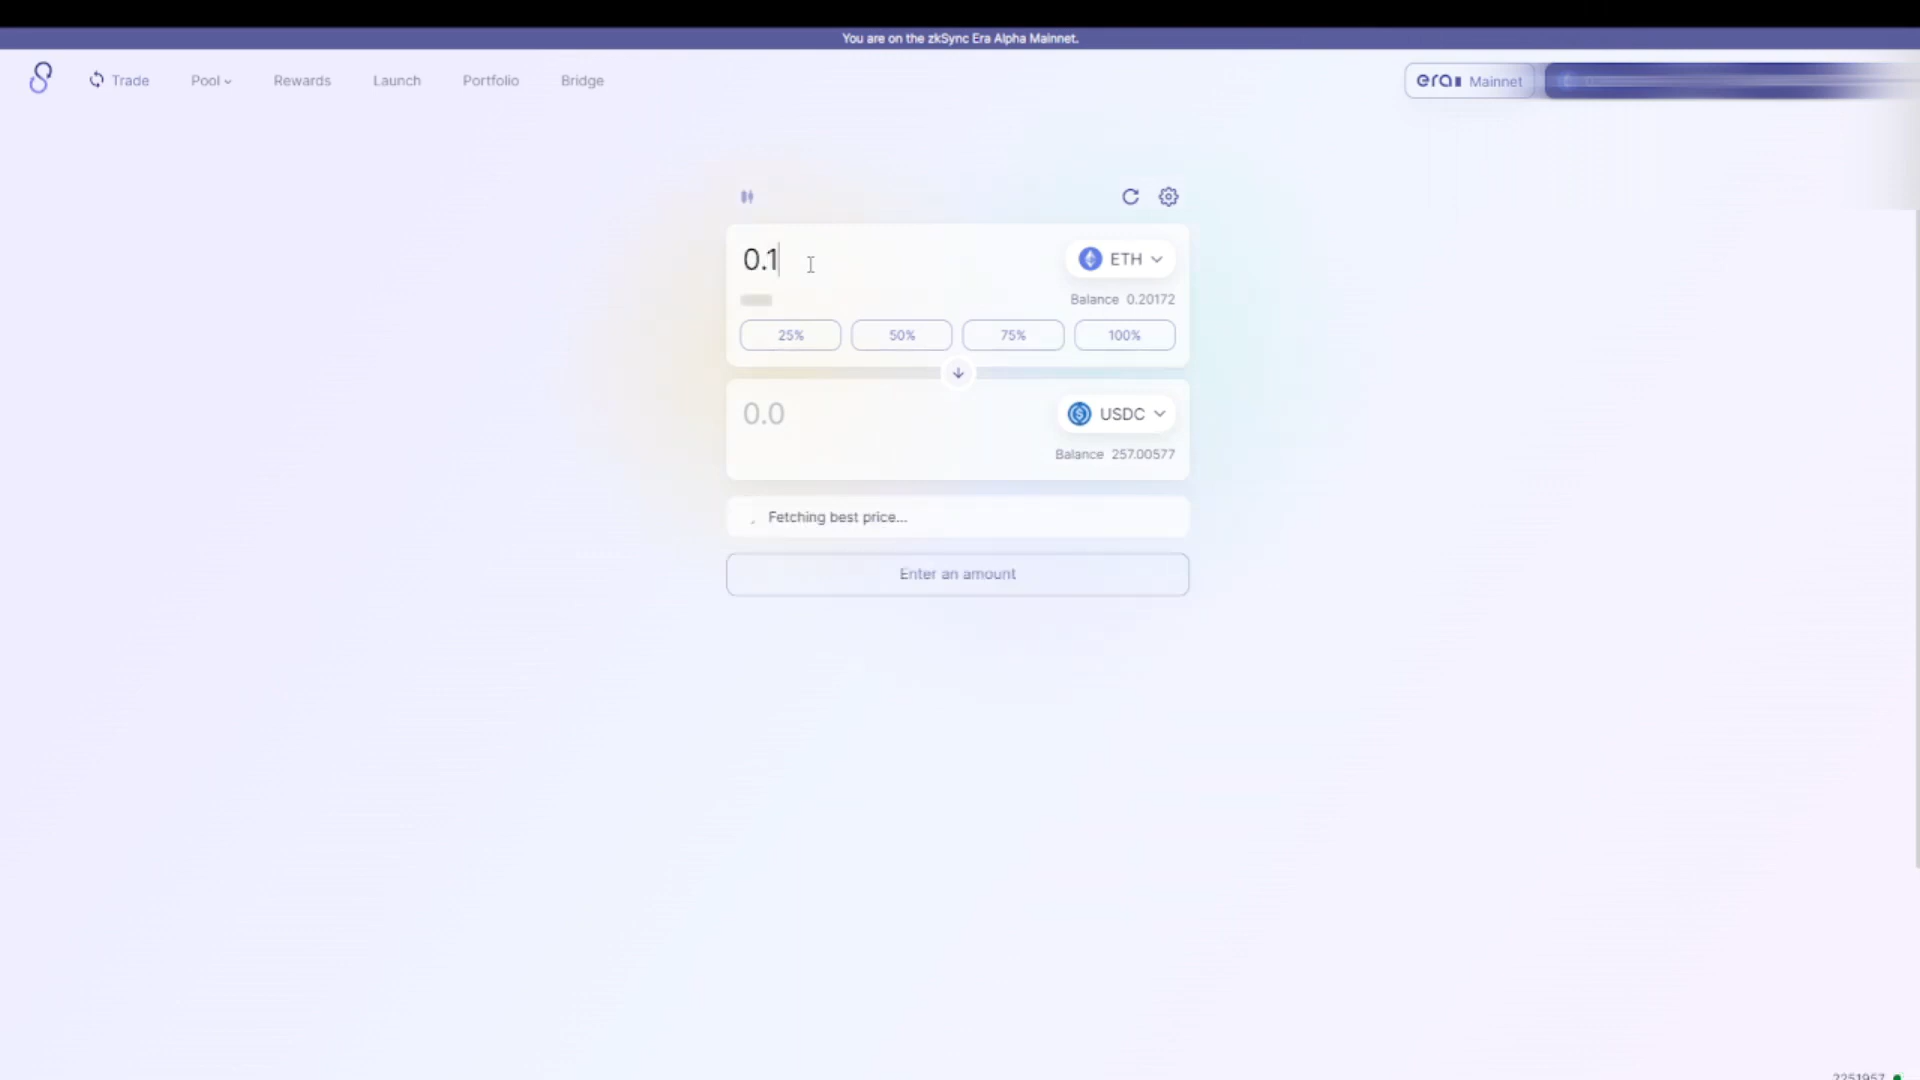 You are on the zkSync Era Alpha Mainnet.
Trade Pool Rewards Launch Portfolio Bridge era Mainnet
0.1 ETH
Balance 0.20172
25% 50% 75% 100%
0.0 USDC
Balance 257.00577
Fetching best price...
Enter an amount
2251957